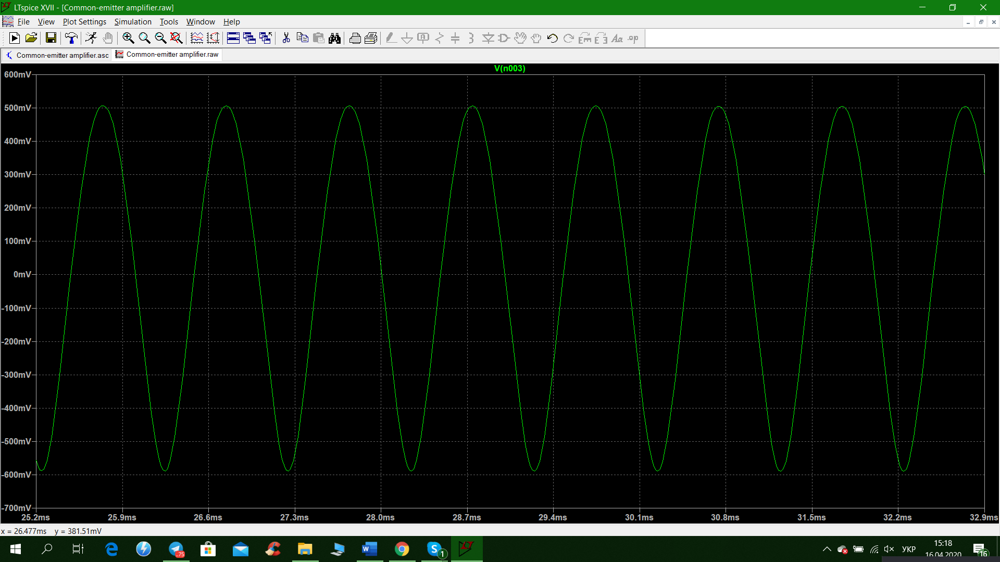 LTspice XVII - [Common-emitter amplifier.raw]
File View Plot Settings Simulation Tools Window Help
Common-emitter amplifier.asc Common-emitter amplifier.raw
V(n003)
600mV
500mV
400mV
300mV
200mV
100mV
0mV
-100mV
-200mV
-300mV
-400mV
-500mV
-600mV
-700mV
25.2ms 25.9ms 26.6ms 27.3ms 28.0ms 28.7ms 29.4ms 30.1ms 30.8ms 31.5ms 32.2ms 32.9ms
x = 26.477ms y = 381.51mV
..75
1
УКР
15:18
16.04.2020
16